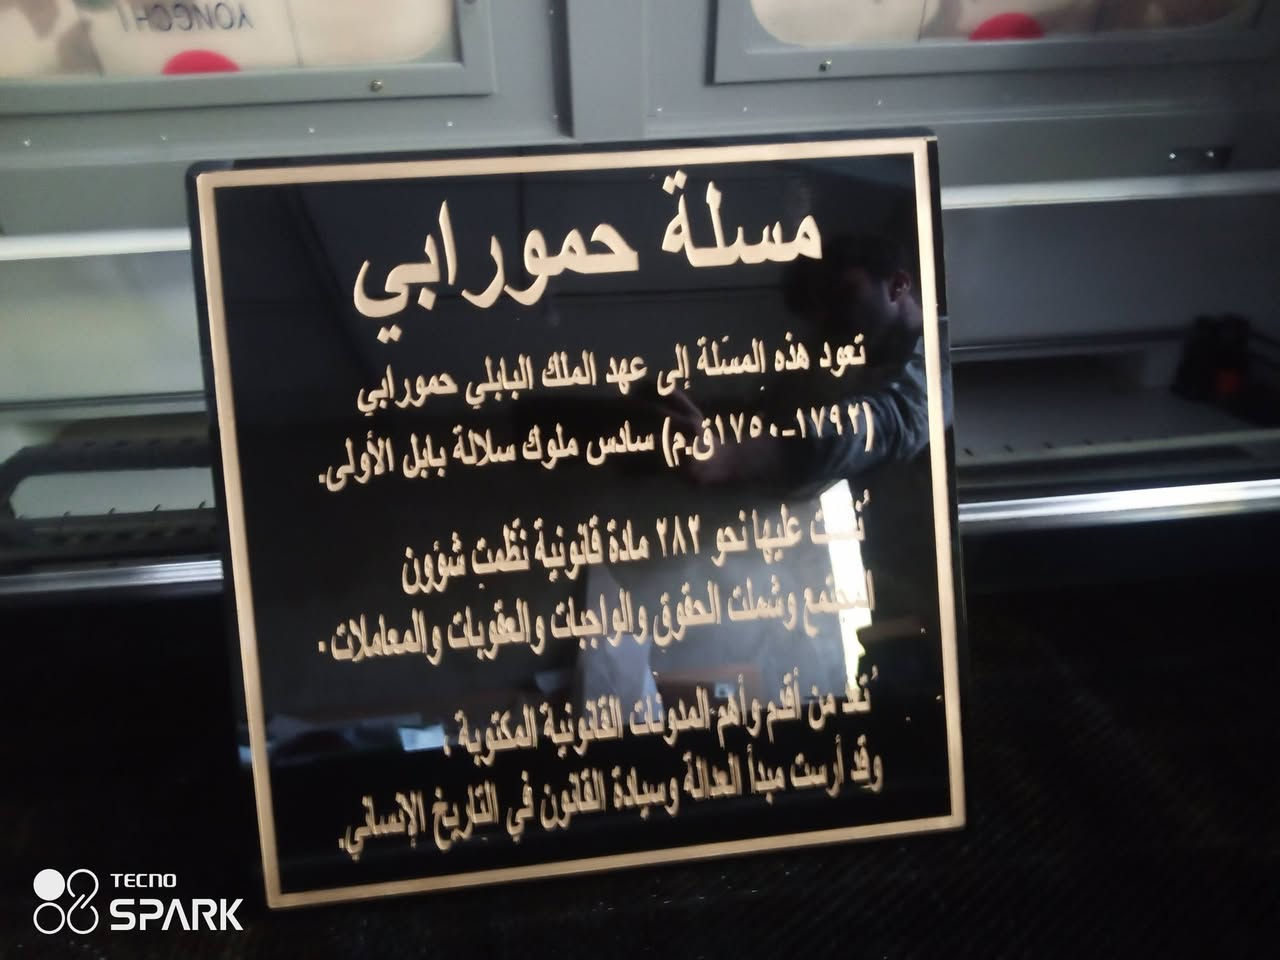 YONGCHI
مسلة حمورابي
تعود هذه المسلة إلى عهد الملك البابلي حمورابي
(١٧٩٢-١٧٥٠ق.م) سادس ملوك سلالة بابل الأولى.
عليها نحو ٢٨٢ مادة قانونية نظمت شؤون
المجتمع وشملت الحقوق والواجبات والعقوبات والمعاملات.
تُعد من أقدم وأهم المدونات القانونية المكتوبة ،
وقد أرست مبدأ العدالة وسيادة القانون في التاريخ الإنساني.
TECNO
SPARK